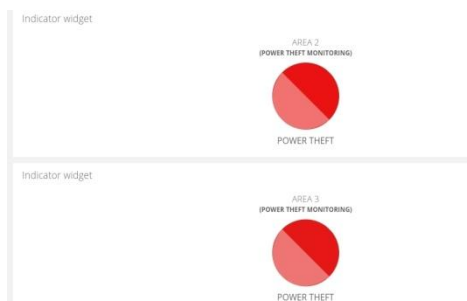 Indicator widget
AREA 2
(POWER THEFT MONITORING)
POWER THEFT
Indicator widget
AREA 3
(POWER THEFT MONITORING)
POWER THEFT